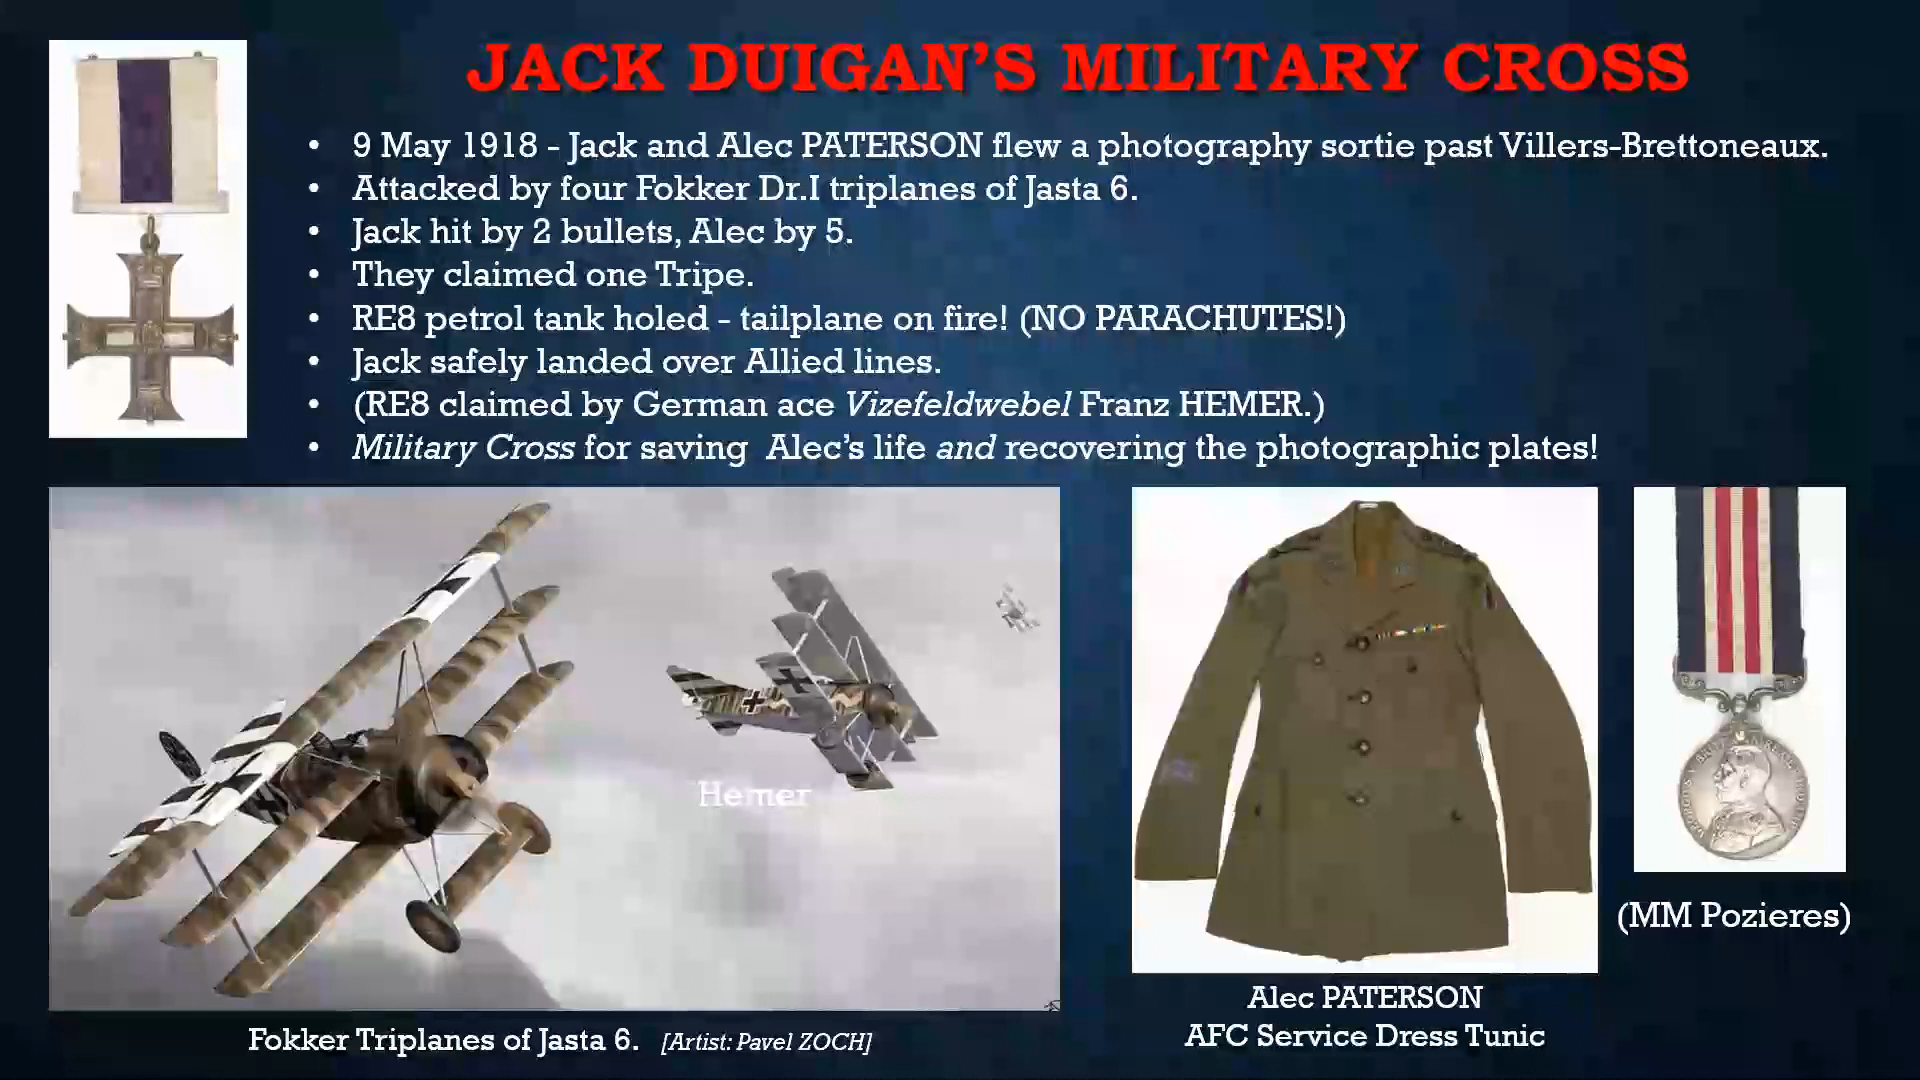 JACK DUIGAN'S MILITARY CROSS
• 9 May 1918 - Jack and Alec PATERSON flew a photography sortie past Villers-Brettoneaux.
• Attacked by four Fokker Dr.I triplanes of Jasta 6.
• Jack hit by 2 bullets, Alec by 5.
• They claimed one Tripe.
• RE8 petrol tank holed - tailplane on fire! (NO PARACHUTES!)
• Jack safely landed over Allied lines.
• (RE8 claimed by German ace Vizefeldwebel Franz HEMER.)
• Military Cross for saving Alec's life and recovering the photographic plates!
Hemer
(MM Pozieres)
Fokker Triplanes of Jasta 6. [Artist: Pavel ZOCH]
Alec PATERSON
AFC Service Dress Tunic